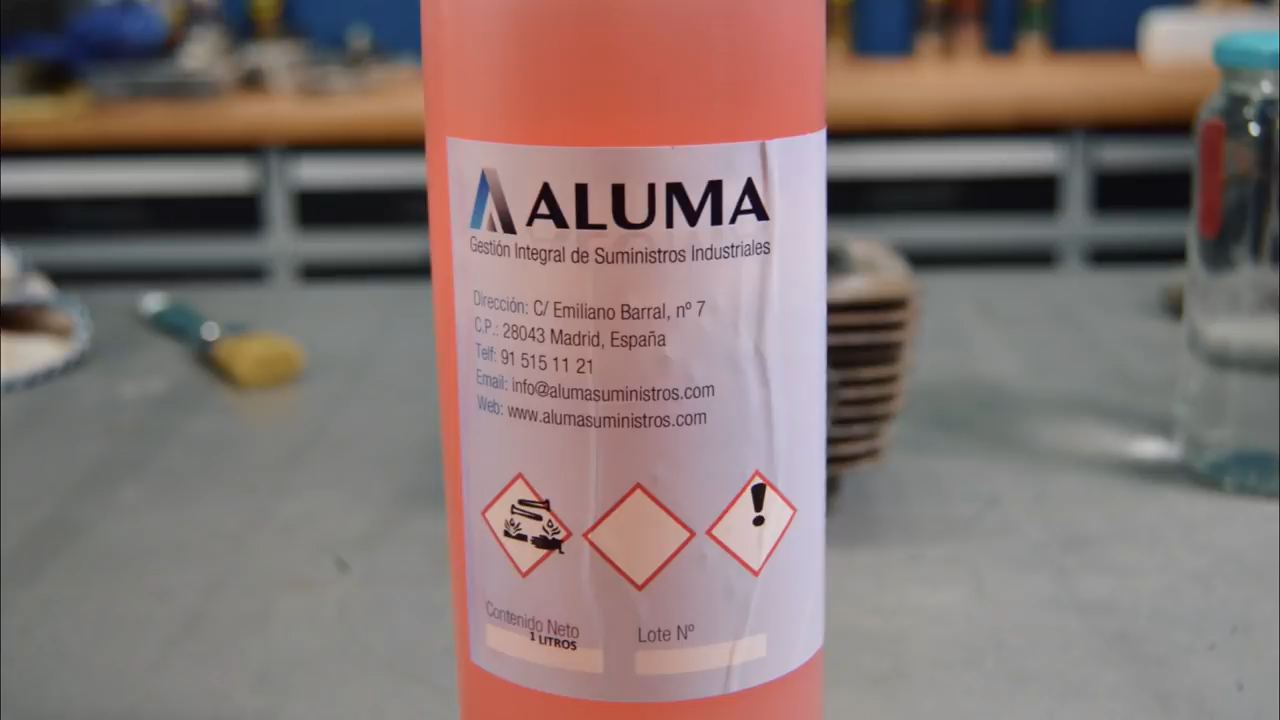 ALUMA
Gestión Integral de Suministros Industriales
Dirección: C/ Emiliano Barral, nº 7
C.P.: 28043 Madrid, España
Telf: 91 515 11 21
Email: info@alumasuministros.com
Web: www.alumasuministros.com
Contenido Neto
1 LITROS
Lote Nº